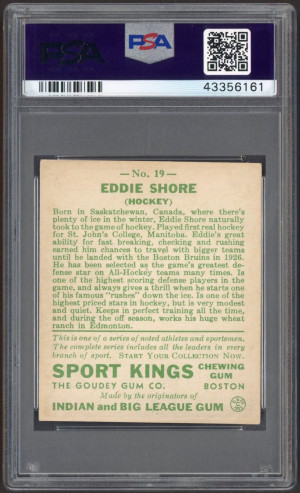 PSA
PSA
PSA
43356161
— No. 19 —
EDDIE SHORE
(HOCKEY)
Born in Saskatchewan, Canada, where there's
plenty of ice in the winter, Eddie Shore naturally
took to the game of hockey. Played first real hockey
for St. John's College, Manitoba. Eddie's great
ability for fast breaking, checking and rushing
earned him chances to travel with bigger teams
until he landed with the Boston Bruins in 1926.
He has been selected as the game's greatest de-
fense star on All-Hockey teams many times. Is
one of the highest scoring defense players in the
game, and always gives a thrill when he starts one
of his famous "rushes" down the ice. Is one of the
highest priced stars in hockey, but is very modest
and quiet. Keeps in perfect training all the time,
and during the off season, works his huge wheat
ranch in Edmonton.
This is one of a series of noted athletes and sportsmen.
The complete series includes all the leaders in every
branch of sport. START YOUR COLLECTION NOW.
SPORT KINGS CHEWING GUM
THE GOUDEY GUM CO. BOSTON
Made by the originators of
INDIAN and BIG LEAGUE GUM